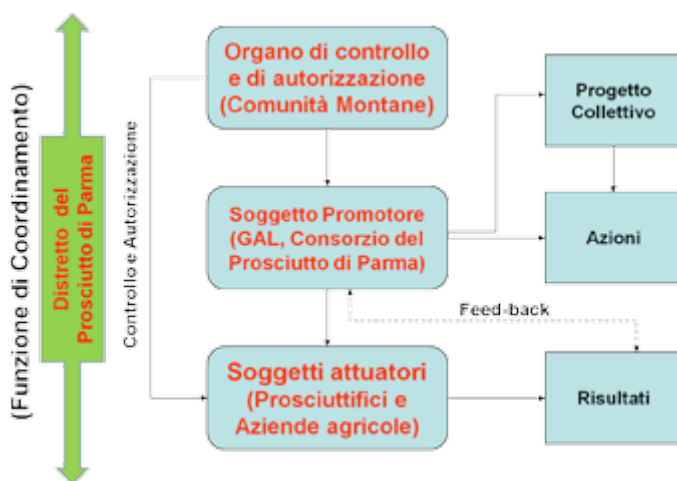 (Funzione di Coordinamento)
Distretto del
Prosciutto di Parma
Controllo e Autorizzazione
Organo di controllo
e di autorizzazione
(Comunità Montane)
Progetto
Collettivo
Soggetto Promotore
(GAL, Consorzio del
Prosciutto di Parma)
Azioni
Feed-back
Soggetti attuatori
(Prosciuttifici e
Aziende agricole)
Risultati